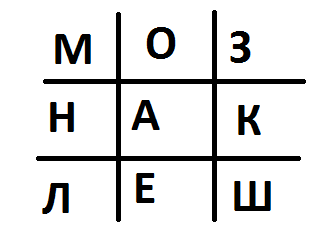 М О З
Н А К
Л Е Ш